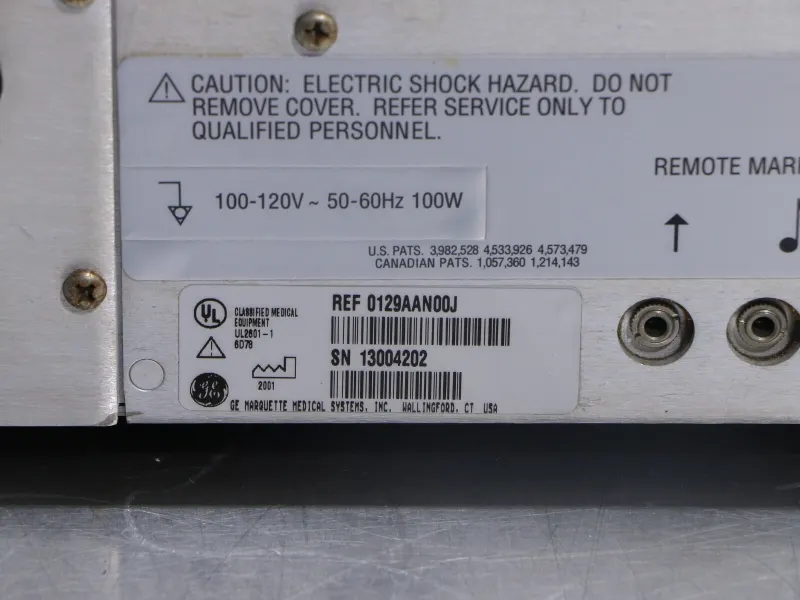 CAUTION: ELECTRIC SHOCK HAZARD. DO NOT
REMOVE COVER. REFER SERVICE ONLY TO
QUALIFIED PERSONNEL.
REMOTE MAR
100-120V ~ 50-60Hz 100W
U.S. PATS. 3,982,528 4,533,926 4,573,479
CANADIAN PATS. 1,057,360 1,214,143
UL
CLASSIFIED MEDICAL
EQUIPMENT
UL2601-1
6D78
2001
REF 0129AAN00J
SN 13004202
GE
GE MARQUETTE MEDICAL SYSTEMS, INC. WALLINGFORD, CT USA